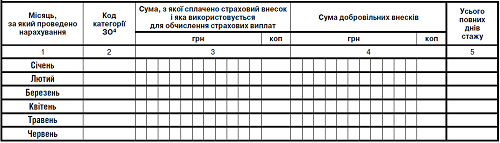 Місяць,
за який проведено
нарахування
Код
категорії
ЗО⁴
Сума, з якої сплачено страховий внесок
і яка використовується
для обчислення страхових виплат
грн
коп
Сума добровільних внесків
грн
коп
Усього
повних
днів
стажу
1
2
3
4
5
Січень
Лютий
Березень
Квітень
Травень
Червень